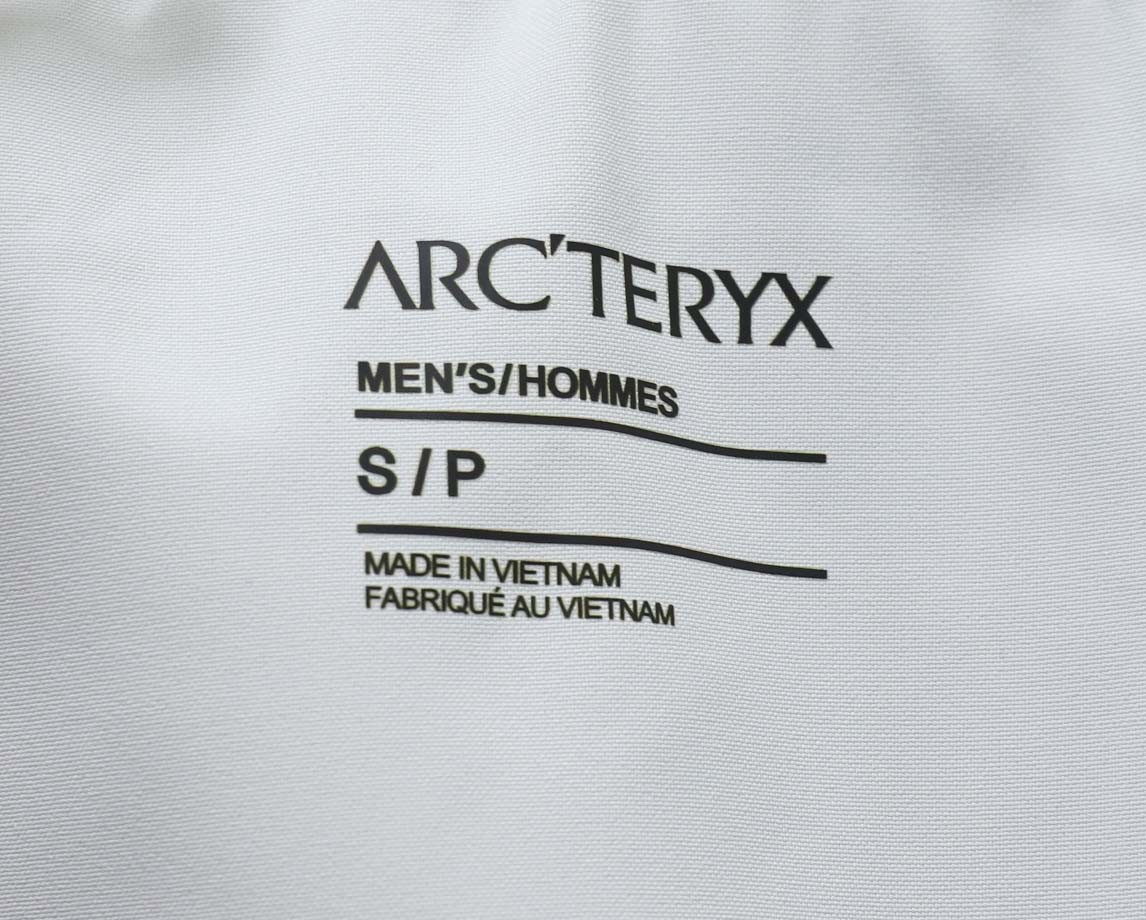 ARC'TERYX
MEN'S/HOMMES
S/P
MADE IN VIETNAM
FABRIQUÉ AU VIETNAM